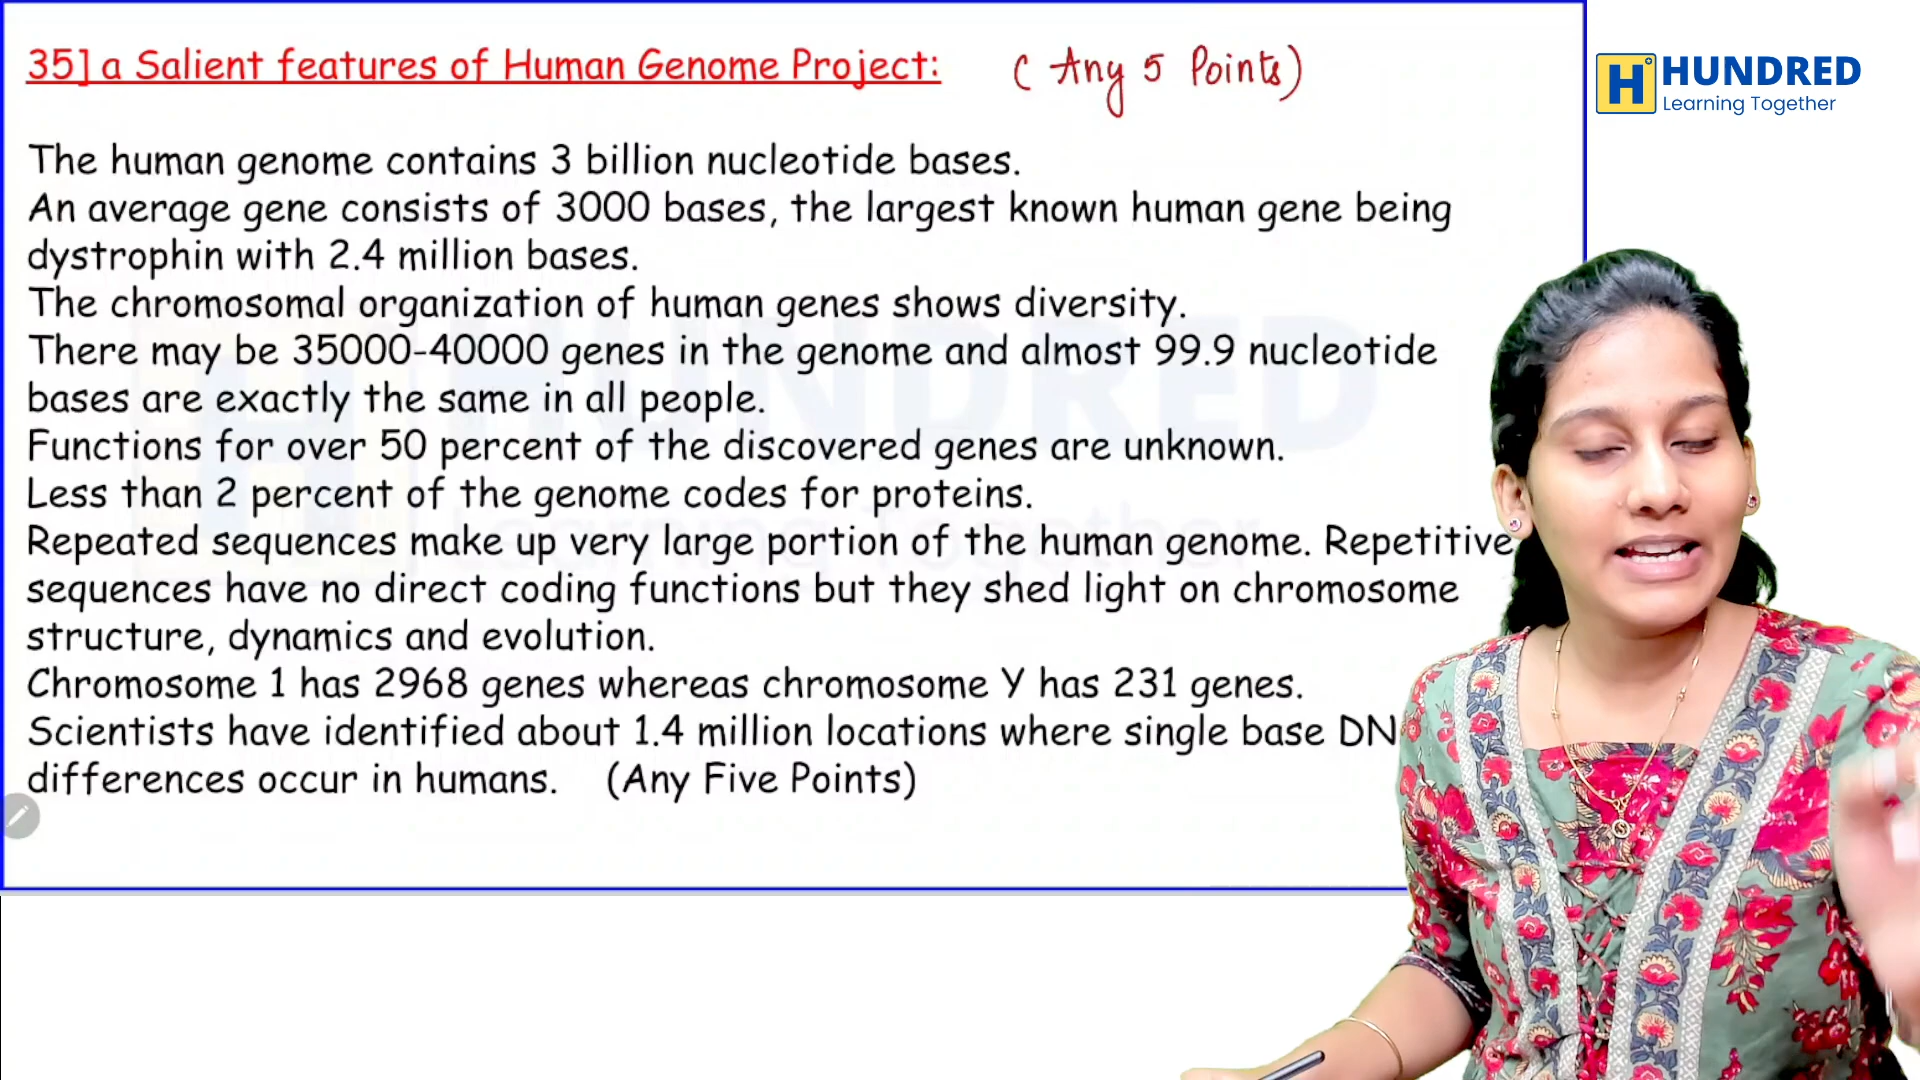 35] a Salient features of Human Genome Project:
( Any 5 Points)
H HUNDRED
Learning Together
The human genome contains 3 billion nucleotide bases.
An average gene consists of 3000 bases, the largest known human gene being
dystrophin with 2.4 million bases.
The chromosomal organization of human genes shows diversity.
There may be 35000-40000 genes in the genome and almost 99.9 nucleotide
bases are exactly the same in all people.
Functions for over 50 percent of the discovered genes are unknown.
Less than 2 percent of the genome codes for proteins.
Repeated sequences make up very large portion of the human genome. Repetitive
sequences have no direct coding functions but they shed light on chromosome
structure, dynamics and evolution.
Chromosome 1 has 2968 genes whereas chromosome Y has 231 genes.
Scientists have identified about 1.4 million locations where single base DN
differences occur in humans. (Any Five Points)
HUNDRED
Learning Together